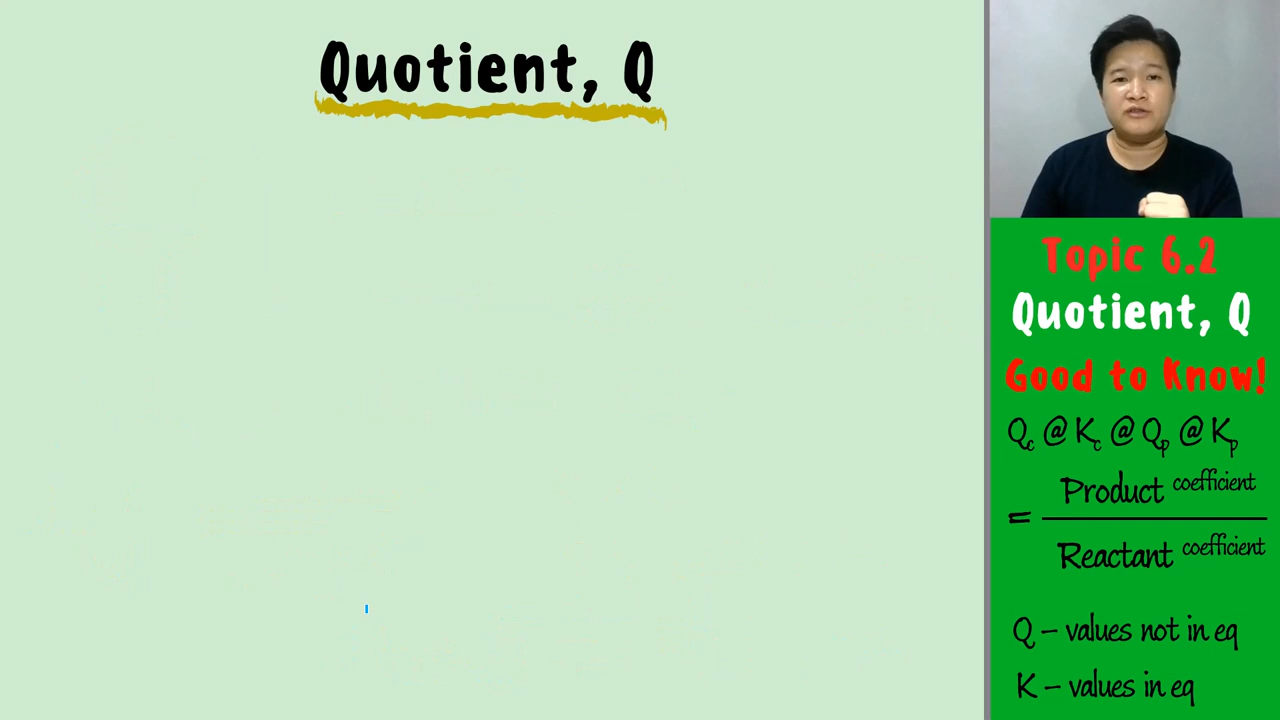 Quotient, Q
Topic 6.2
Quotient, Q
Good to Know!
Qc @ Kc @ Qp @ Kp
= Product coefficient
Reactant coefficient
Q – values not in eq
K – values in eq